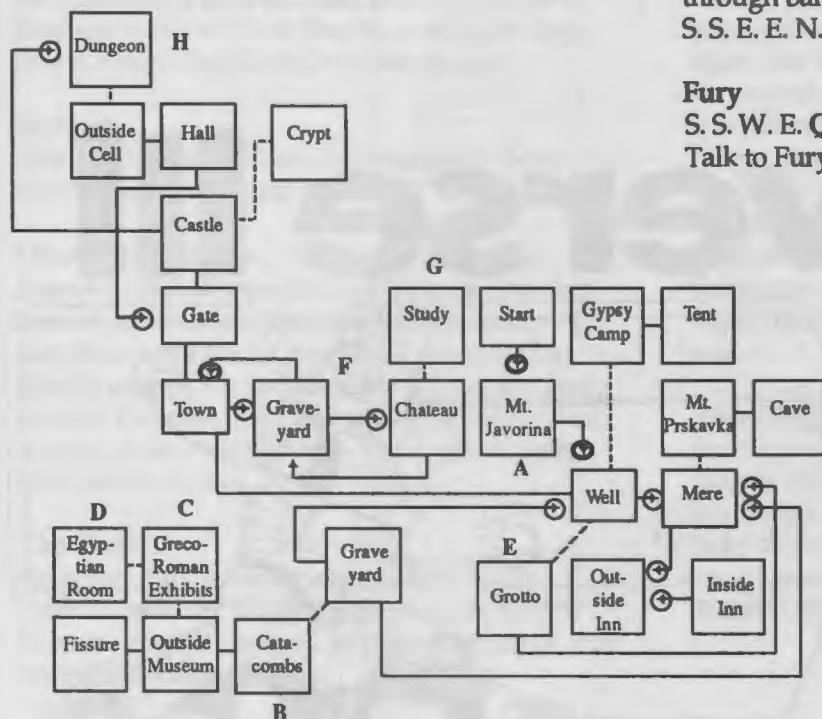 through
S. S. E. E. N.
Fury
S. S. W. E.
Talk to Fury
Dungeon
H
Outside
Cell
Hall
Crypt
Castle
G
Gate
Study
Start
Gypsy
Camp
Tent
F
Town
Grave-
yard
Chateau
Mt.
Javorina
Mt.
Prskavka
Cave
A
Well
Mere
D
C
E
Egyp-
tian
Room
Greco-
Roman
Exhibits
Grave
yard
Grotto
Out-
side
Inn
Inside
Inn
Fissure
Outside
Museum
Cata-
combs
B